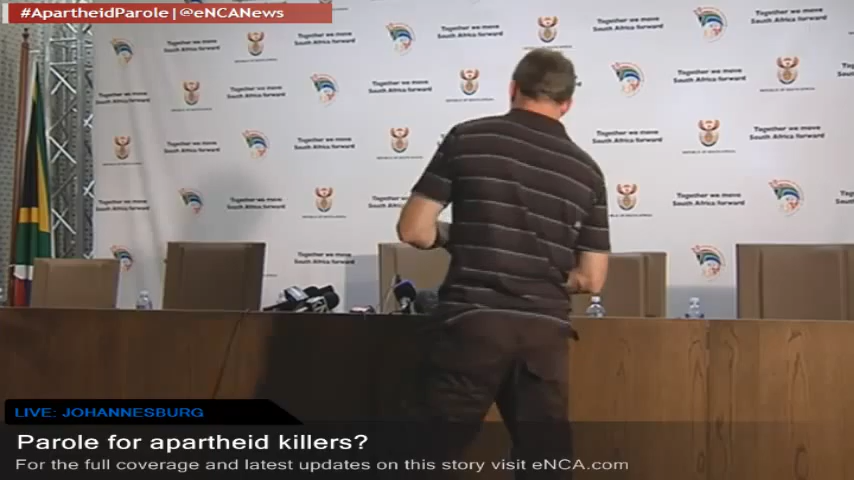 #ApartheidParole | @eNCANews
Together we move
South Africa forward
LIVE: JOHANNESBURG
Parole for apartheid killers?
For the full coverage and latest updates on this story visit eNCA.com